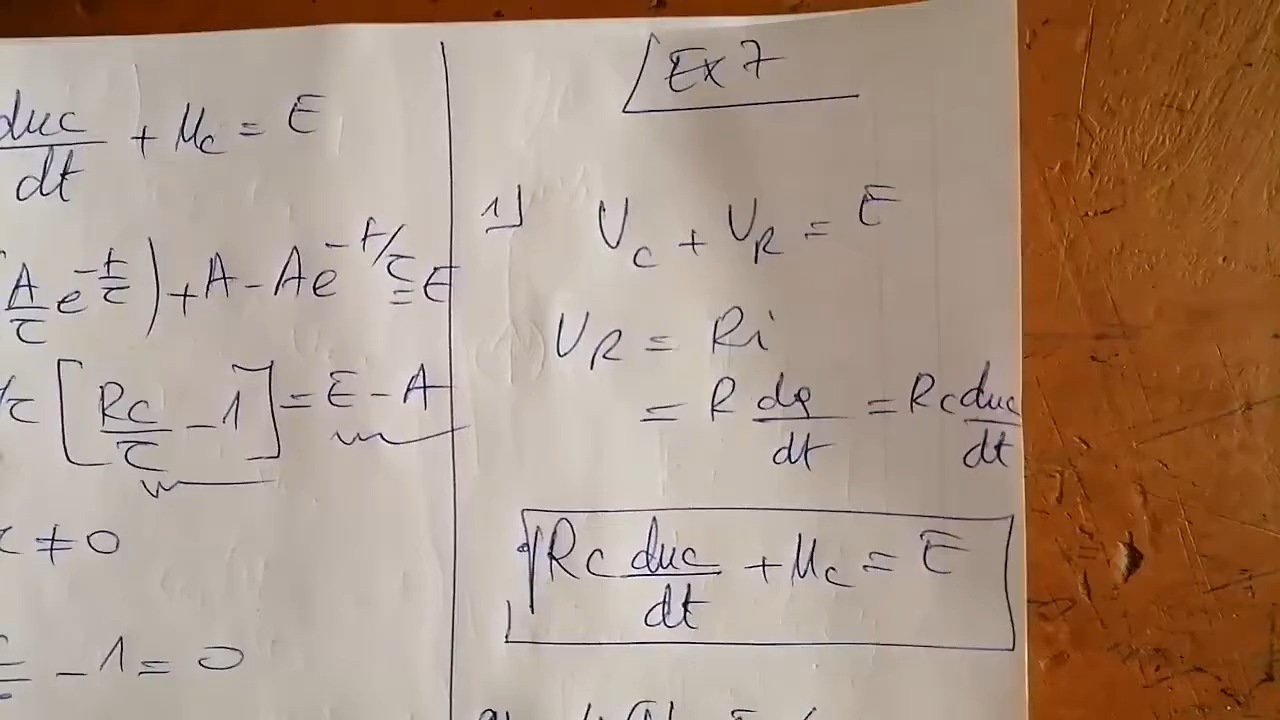 duc/dt + Uc = E
A/τ e^-t/τ) + A - Ae^-t/τ = E
[Rc/τ - 1] = E - A
≠ 0
- 1 = 0
Ex 7
1) Uc + UR = E
UR = Ri
= R dq/dt = Rc duc/dt
Rc duc/dt + Uc = E